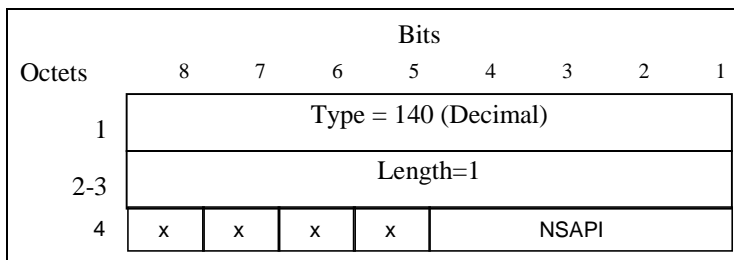 Bits
Octets 8 7 6 5 4 3 2 1
1 Type = 140 (Decimal)
2-3 Length=1
4 x x x x NSAPI